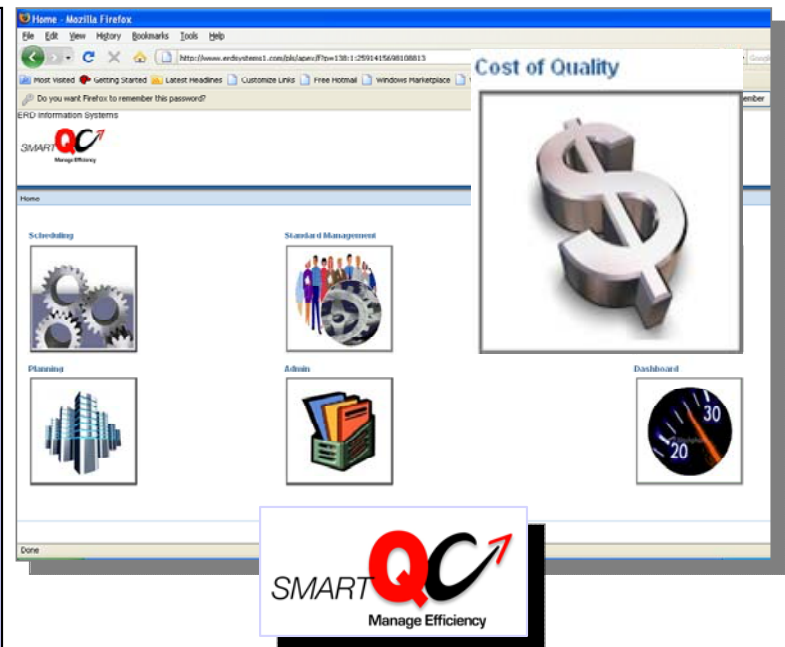 Home - Mozilla Firefox
File Edit View History Bookmarks Tools Help
http://www.erdsystems1.com/pls/apex/f?p=138:1:2591415698108813
Google
Most Visited Getting Started Latest Headlines Customize Links Free Hotmail Windows Marketplace
Do you want Firefox to remember this password?
ERD Information Systems
SMART QC
Manage Efficiency
Home
Cost of Quality
Scheduling
Standard Management
Planning
Admin
Dashboard
30
20
Done
SMART QC
Manage Efficiency